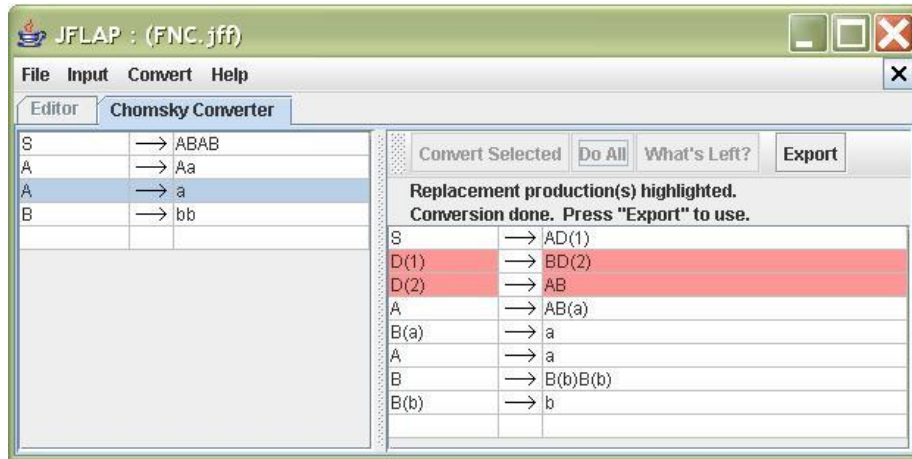 JFLAP : (FNC.jff)
File Input Convert Help
Editor Chomsky Converter
S → ABAB
A → Aa
A → a
B → bb
Convert Selected Do All What's Left? Export
Replacement production(s) highlighted.
Conversion done. Press "Export" to use.
S → AD(1)
D(1) → BD(2)
D(2) → AB
A → AB(a)
B(a) → a
A → a
B → B(b)B(b)
B(b) → b